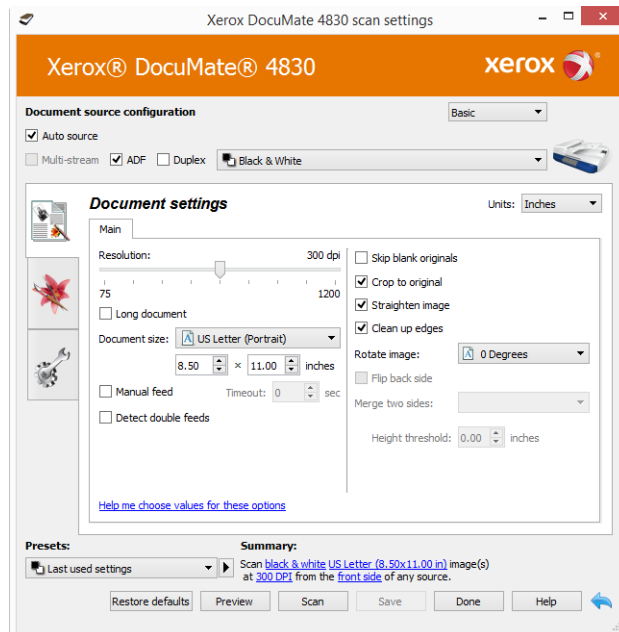 Xerox DocuMate 4830 scan settings
Xerox® DocuMate® 4830
xerox
Document source configuration
Basic
Auto source
Multi-stream ADF Duplex Black & White
Document settings
Units: Inches
Main
Resolution: 300 dpi
75 1200
Long document
Document size: US Letter (Portrait)
8.50 × 11.00 inches
Manual feed Timeout: 0 sec
Detect double feeds
Skip blank originals
Crop to original
Straighten image
Clean up edges
Rotate image: 0 Degrees
Flip back side
Merge two sides:
Height threshold: 0.00 inches
Help me choose values for these options
Presets:
Last used settings
Summary:
Scan black & white US Letter (8.50x11.00 in) image(s)
at 300 DPI from the front side of any source.
Restore defaults Preview Scan Save Done Help